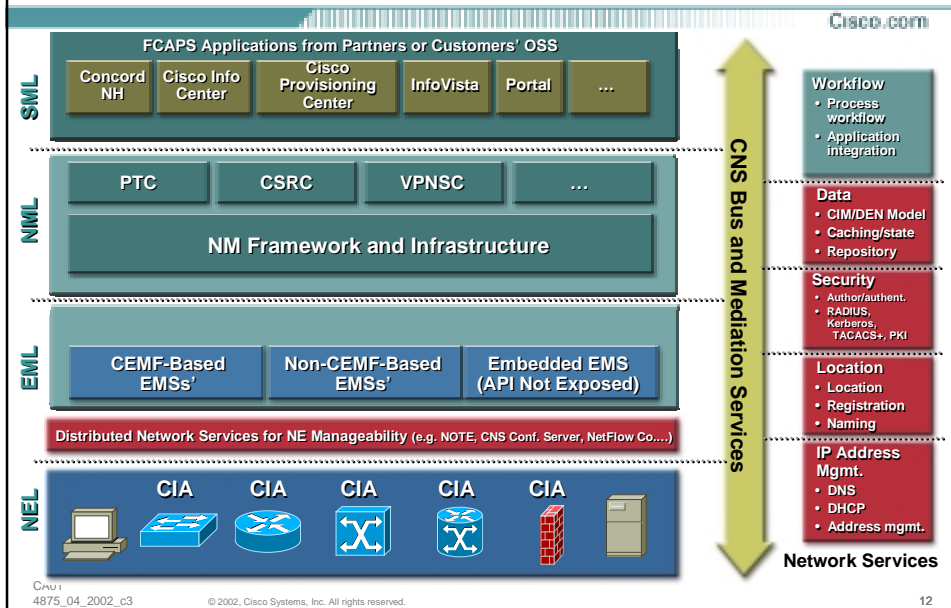 Cisco.com
SML
FCAPS Applications from Partners or Customers' OSS
Concord
NH
Cisco Info
Center
Cisco
Provisioning
Center
InfoVista
Portal
...
NML
PTC
CSRC
VPNSC
...
NM Framework and Infrastructure
EML
CEMF-Based
EMSs'
Non-CEMF-Based
EMSs'
Embedded EMS
(API Not Exposed)
Distributed Network Services for NE Manageability (e.g. NOTE, CNS Conf. Server, NetFlow Co....)
NEL
CIA
CIA
CIA
CIA
CIA
CNS Bus and Mediation Services
Workflow
• Process
workflow
• Application
integration
Data
• CIM/DEN Model
• Caching/state
• Repository
Security
• Author/authent.
• RADIUS,
Kerberos,
TACACS+, PKI
Location
• Location
• Registration
• Naming
IP Address
Mgmt.
• DNS
• DHCP
• Address mgmt.
Network Services
4875_04_2002_c3
© 2002, Cisco Systems, Inc. All rights reserved.
12